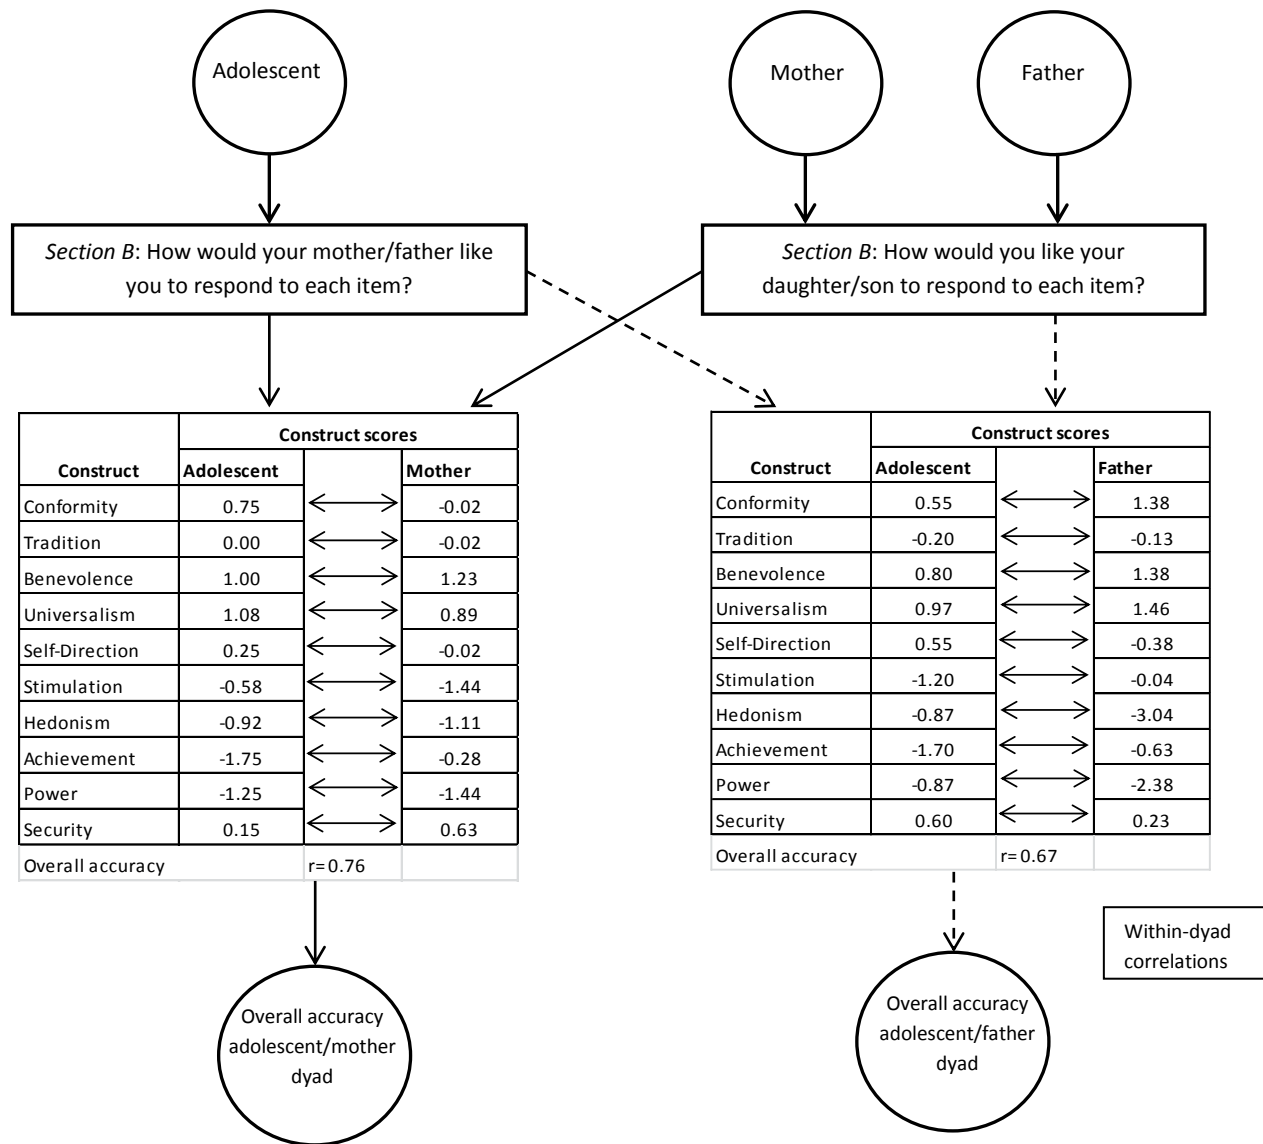 Adolescent
Mother
Father
Section B: How would your mother/father like
you to respond to each item?
Section B: How would you like your
daughter/son to respond to each item?
Construct scores
Construct Adolescent Mother
Conformity 0.75 -0.02
Tradition 0.00 -0.02
Benevolence 1.00 1.23
Universalism 1.08 0.89
Self-Direction 0.25 -0.02
Stimulation -0.58 -1.44
Hedonism -0.92 -1.11
Achievement -1.75 -0.28
Power -1.25 -1.44
Security 0.15 0.63
Overall accuracy r= 0.76
Construct scores
Construct Adolescent Father
Conformity 0.55 1.38
Tradition -0.20 -0.13
Benevolence 0.80 1.38
Universalism 0.97 1.46
Self-Direction 0.55 -0.38
Stimulation -1.20 -0.04
Hedonism -0.87 -3.04
Achievement -1.70 -0.63
Power -0.87 -2.38
Security 0.60 0.23
Overall accuracy r= 0.67
Within-dyad
correlations
Overall accuracy
adolescent/mother
dyad
Overall accuracy
adolescent/father
dyad